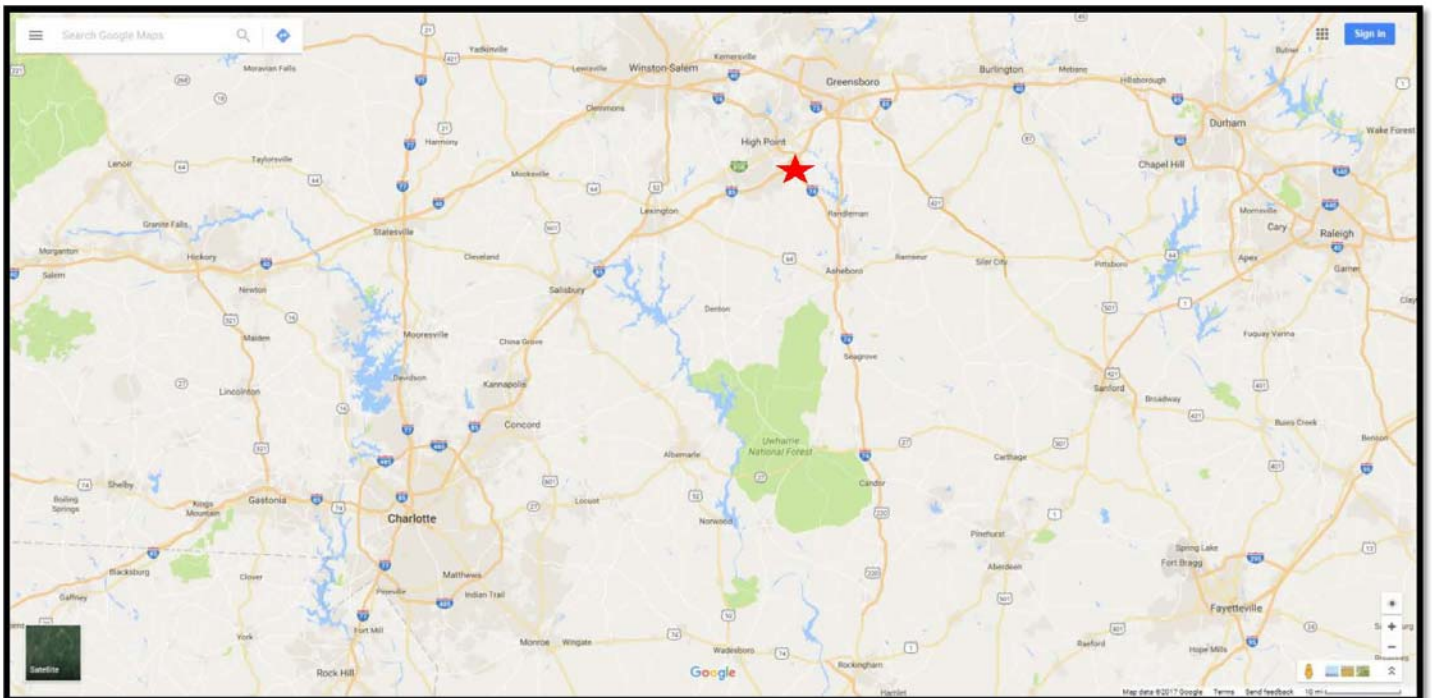 Search Google Maps
Sign in
Yadkinville
Kernersville
Butner
Moravian Falls
Lewisville
Winston-Salem
Greensboro
Burlington
Mebane
Hillsborough
Clemmons
Durham
Wake Forest
Harmony
High Point
Chapel Hill
Lenoir
Taylorsville
Mocksville
Lexington
Randleman
Morrisville
Granite Falls
Statesville
Cary
Raleigh
Morganton
Hickory
Cleveland
Ramseur
Siler City
Pittsboro
Apex
Salem
Asheboro
Garner
Newton
Salisbury
Clay
Denton
Maiden
Mooresville
China Grove
Fuquay Varina
Seagrove
Davidson
Kannapolis
Lincolnton
Sanford
Broadway
Concord
Buies Creek
Benson
Uwharrie
National Forest
Albemarle
Carthage
Shelby
Candor
Boiling
Springs
Kings
Mountain
Gastonia
Locust
Charlotte
Norwood
Pinehurst
Spring Lake
Fort Bragg
Blacksburg
Clover
Matthews
Aberdeen
Gaffney
Pineville
Indian Trail
Fayetteville
York
Fort Mill
Monroe
Wingate
Wadesboro
Raeford
Hope Mills
Satellite
Rock Hill
Google
Rockingham
Hamlet
Map data ©2017 Google Terms Send feedback 10 mi